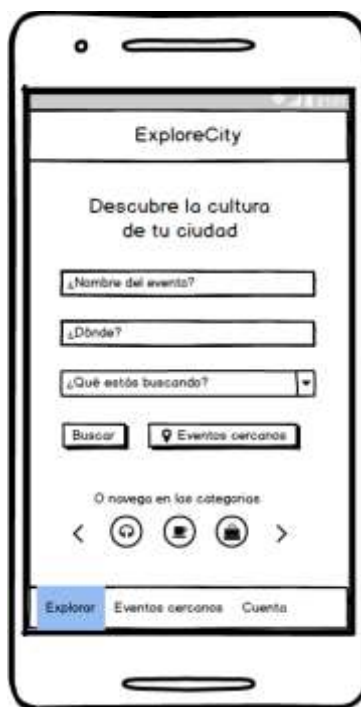 ExploreCity
Descubre la cultura
de tu ciudad
¿Nombre del evento?
¿Dónde?
¿Qué estás buscando?
Buscar
Eventos cercanos
O navega en las categorias
Explorar Eventos cercanos Cuenta